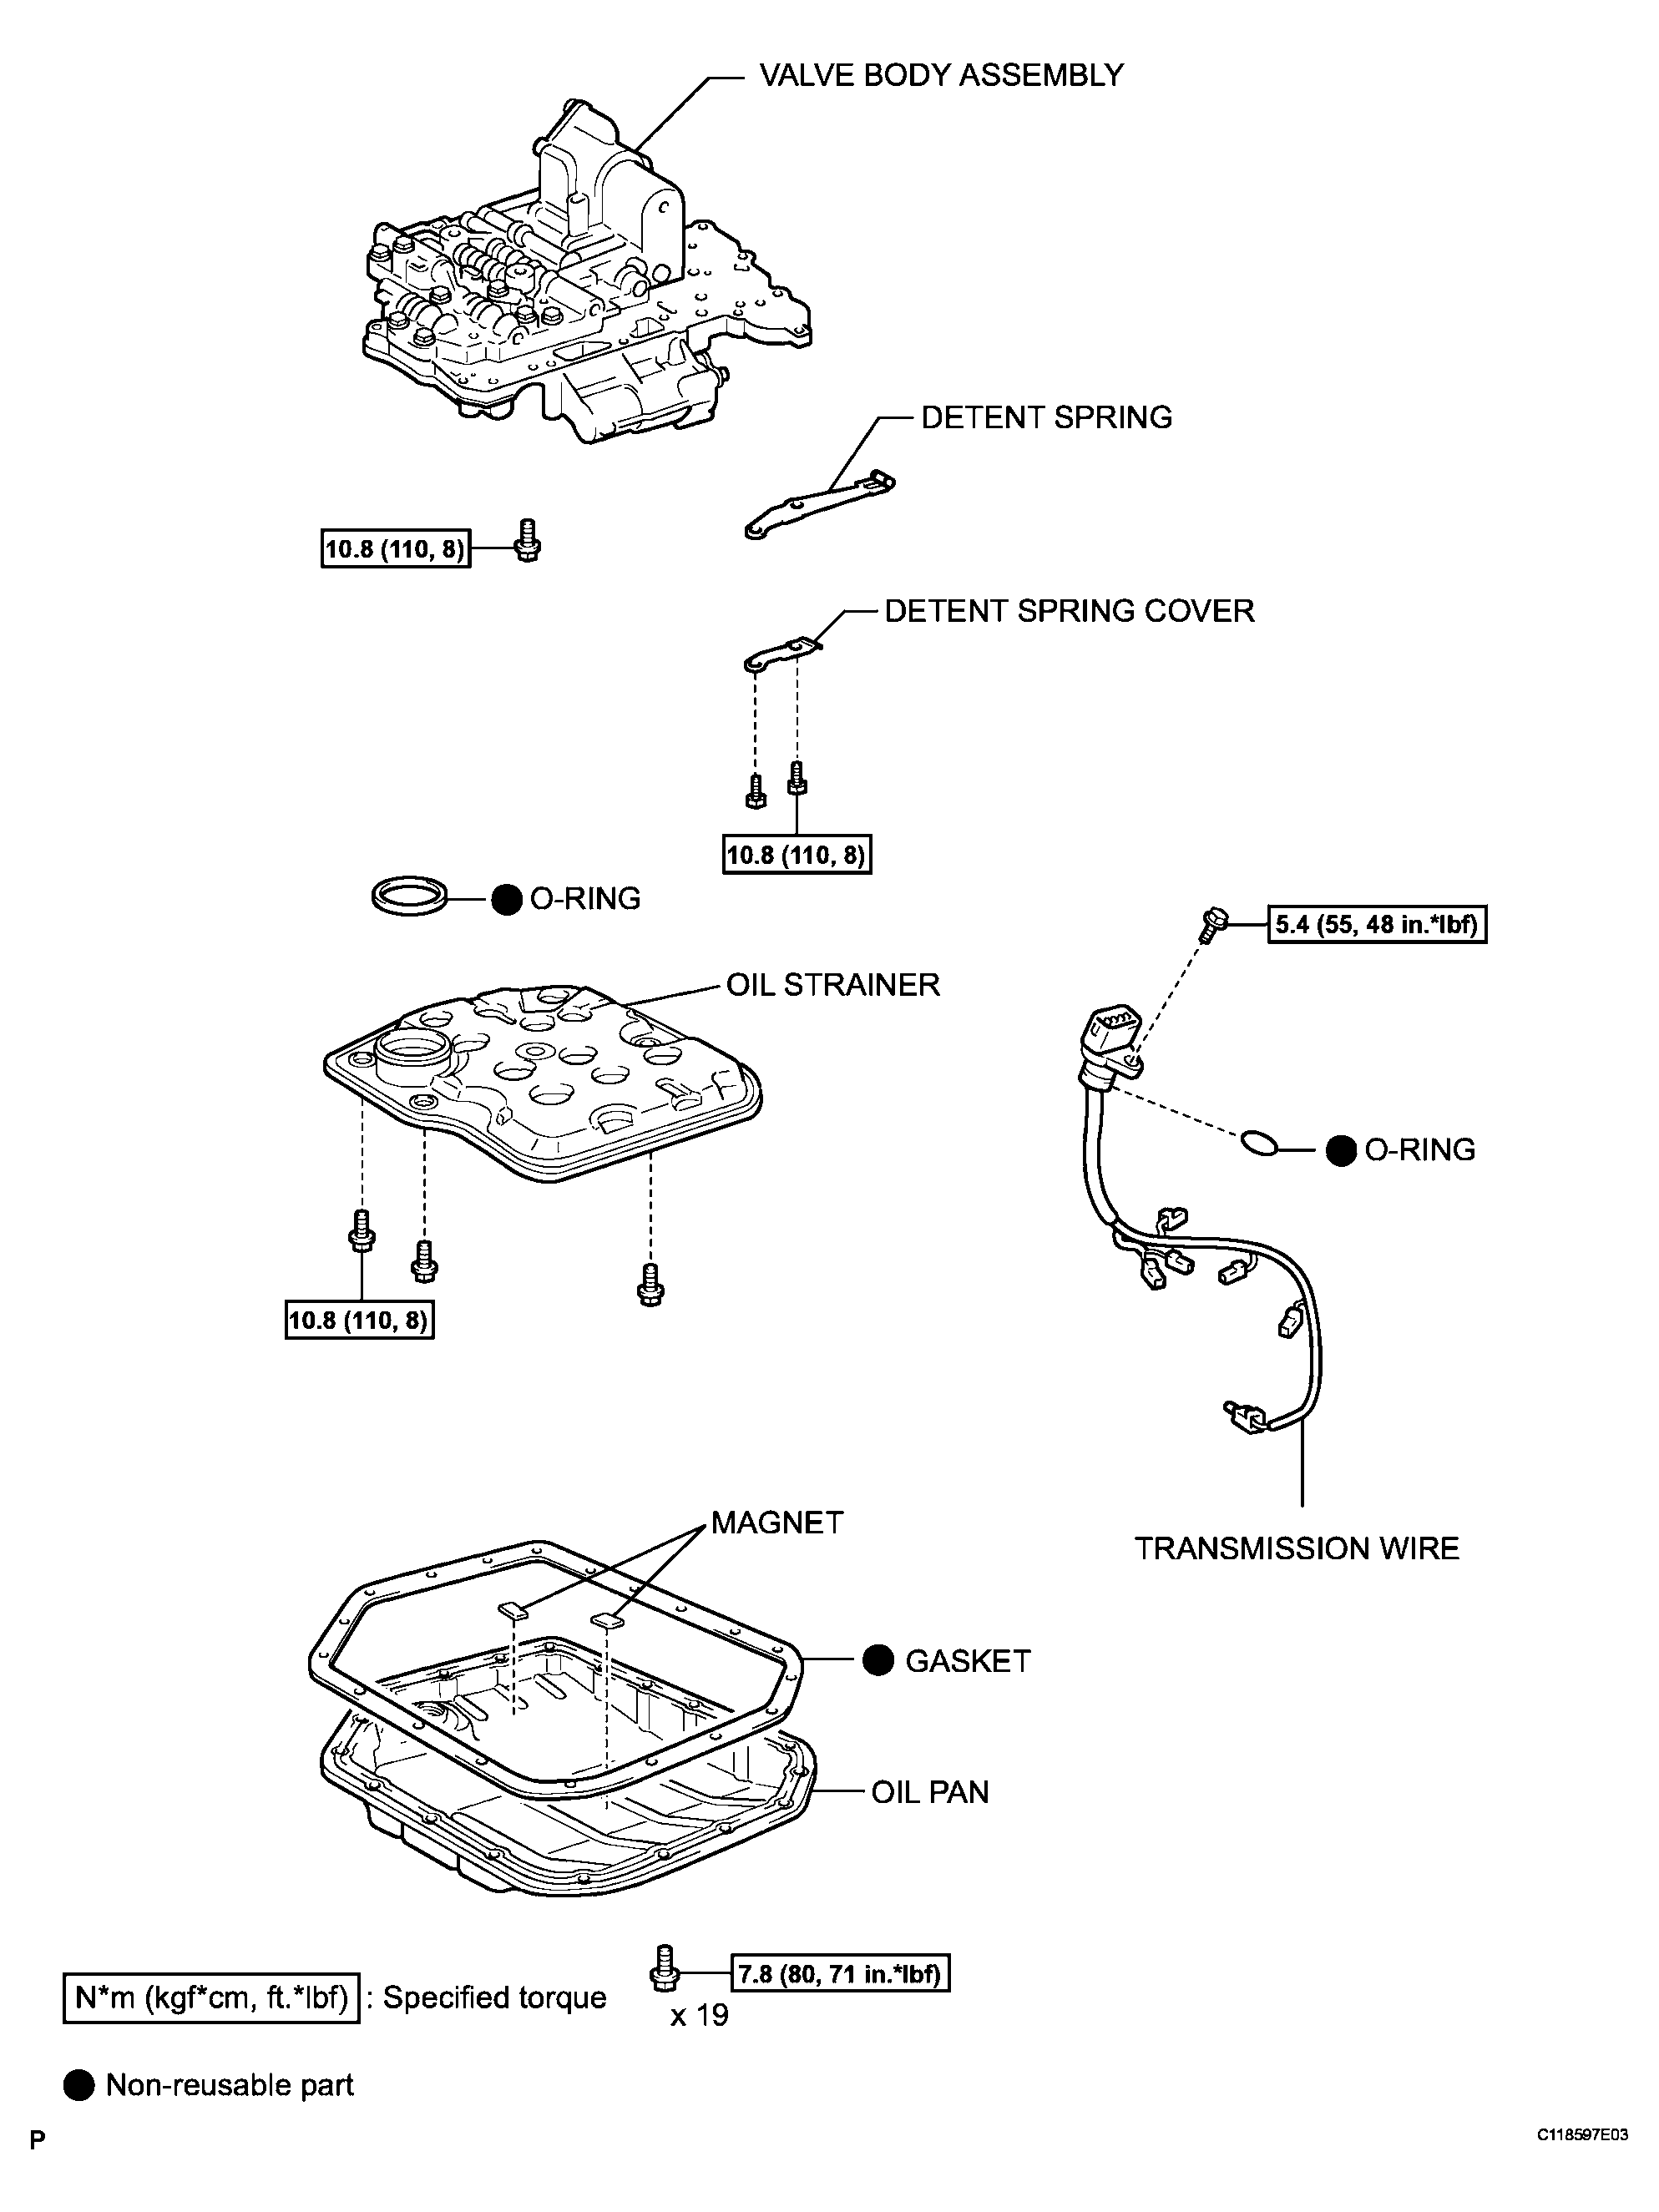 VALVE BODY ASSEMBLY
DETENT SPRING
10.8 (110, 8)
DETENT SPRING COVER
10.8 (110, 8)
O-RING
5.4 (55, 48 in.*lbf)
OIL STRAINER
O-RING
10.8 (110, 8)
MAGNET
TRANSMISSION WIRE
GASKET
OIL PAN
7.8 (80, 71 in.*lbf)
N*m (kgf*cm, ft.*lbf) : Specified torque
x 19
Non-reusable part
P
C118597E03